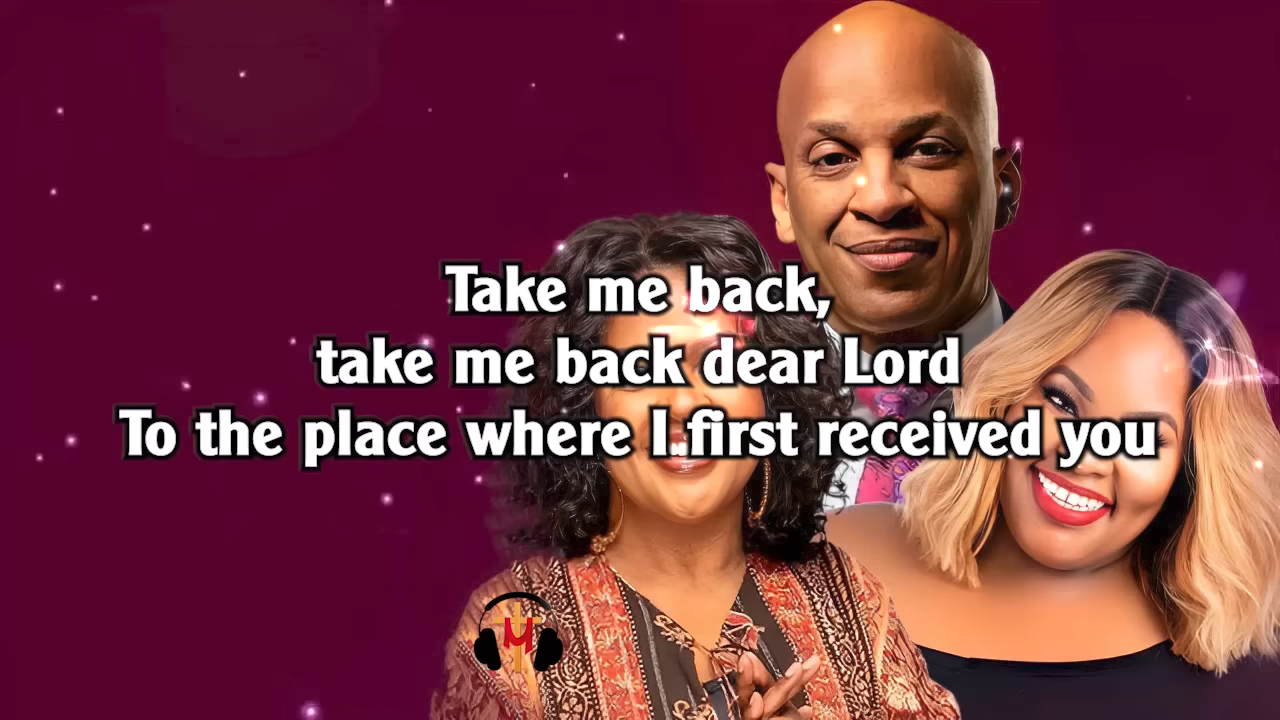 Take me back,
take me back dear Lord
To the place where I first received you
M